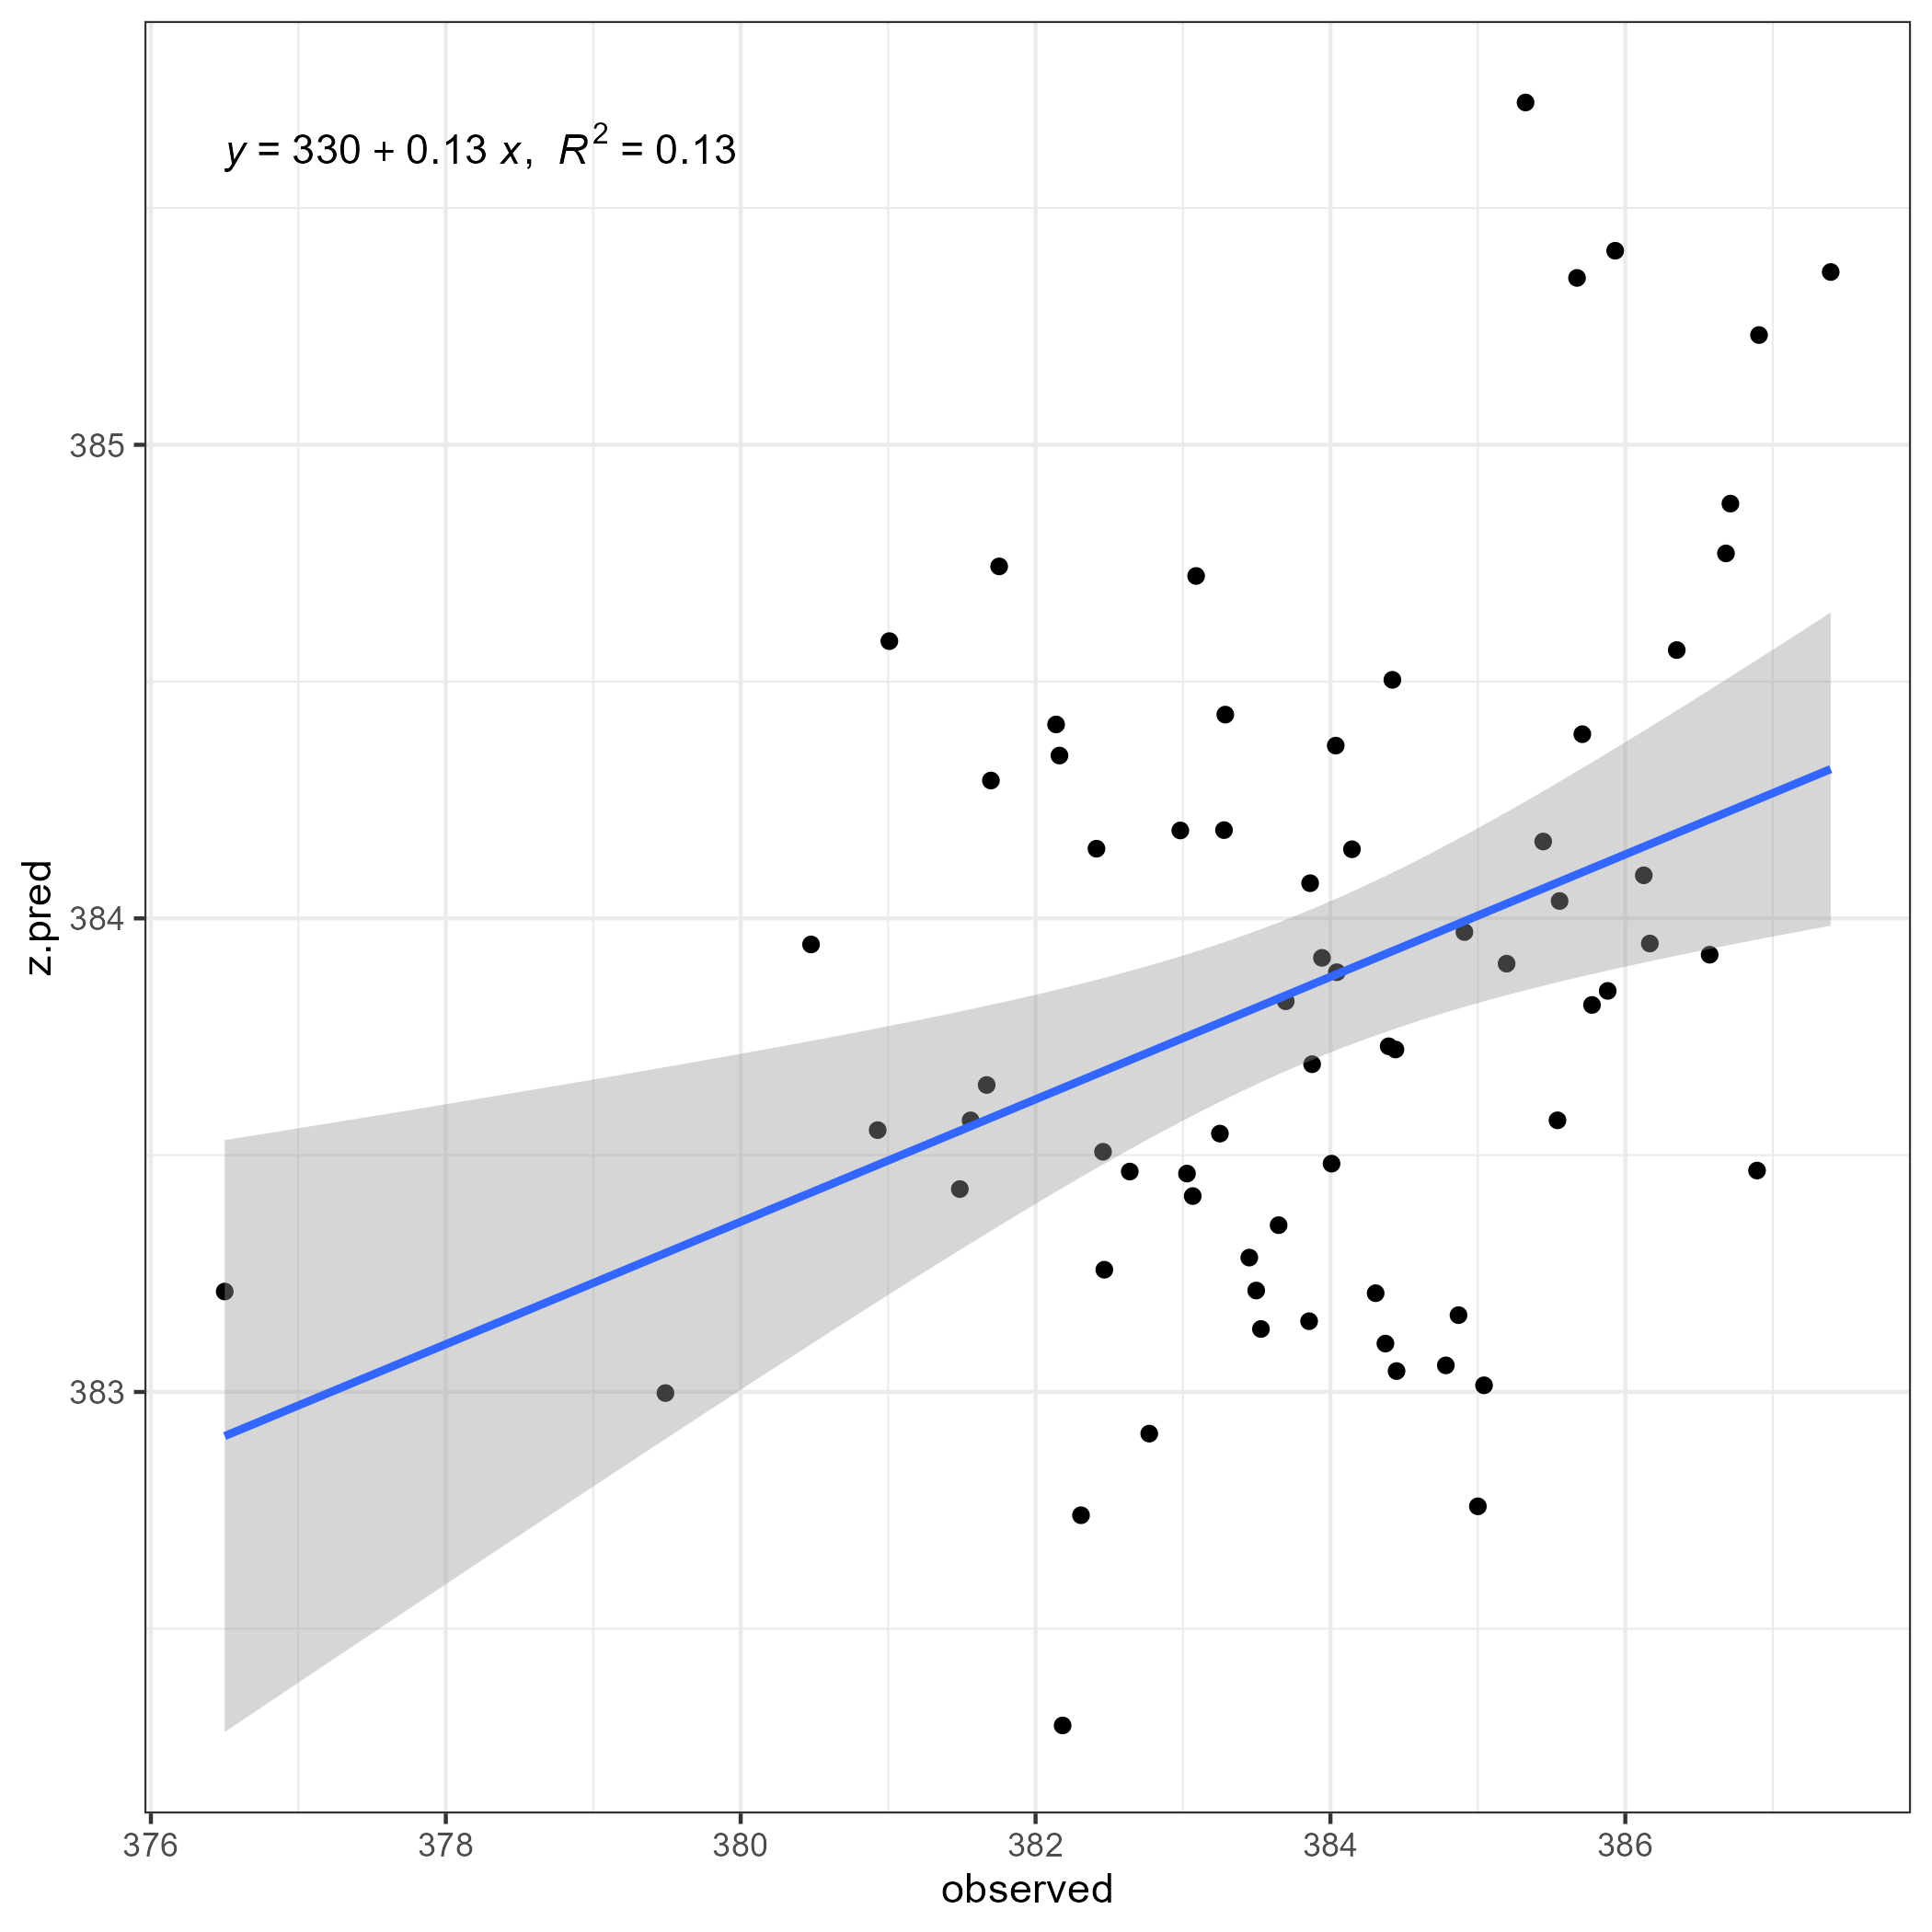 y = 330 + 0.13 x, R² = 0.13
385
384
383
z.pred
376 378 380 382 384 386
observed